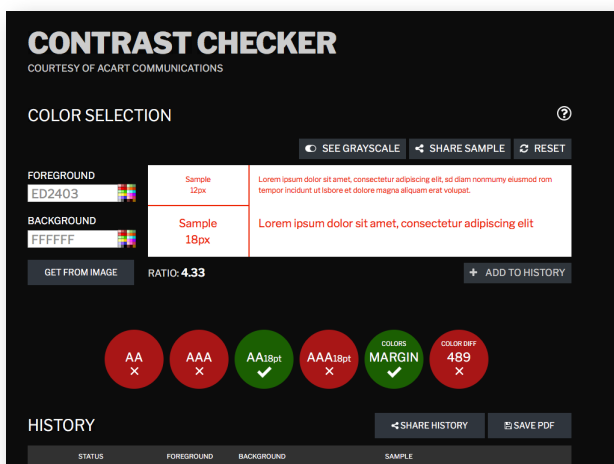 CONTRAST CHECKER
COURTESY OF ACART COMMUNICATIONS
COLOR SELECTION
SEE GRAYSCALE SHARE SAMPLE RESET
FOREGROUND
ED2403
BACKGROUND
FFFFFF
GET FROM IMAGE
Sample
12px
Lorem ipsum dolor sit amet, consectetur adipiscing elit, sd diam nonmumy eiusmod rom
tempor incidunt ut lsbore et dolore magna aliquam erat volupat.
Sample
18px
Lorem ipsum dolor sit amet, consectetur adipiscing elit
RATIO: 4.33
+ ADD TO HISTORY
AA
AAA
AA18pt
AAA18pt
COLORS
MARGIN
COLOR DIFF
489
HISTORY
SHARE HISTORY SAVE PDF
STATUS FOREGROUND BACKGROUND SAMPLE